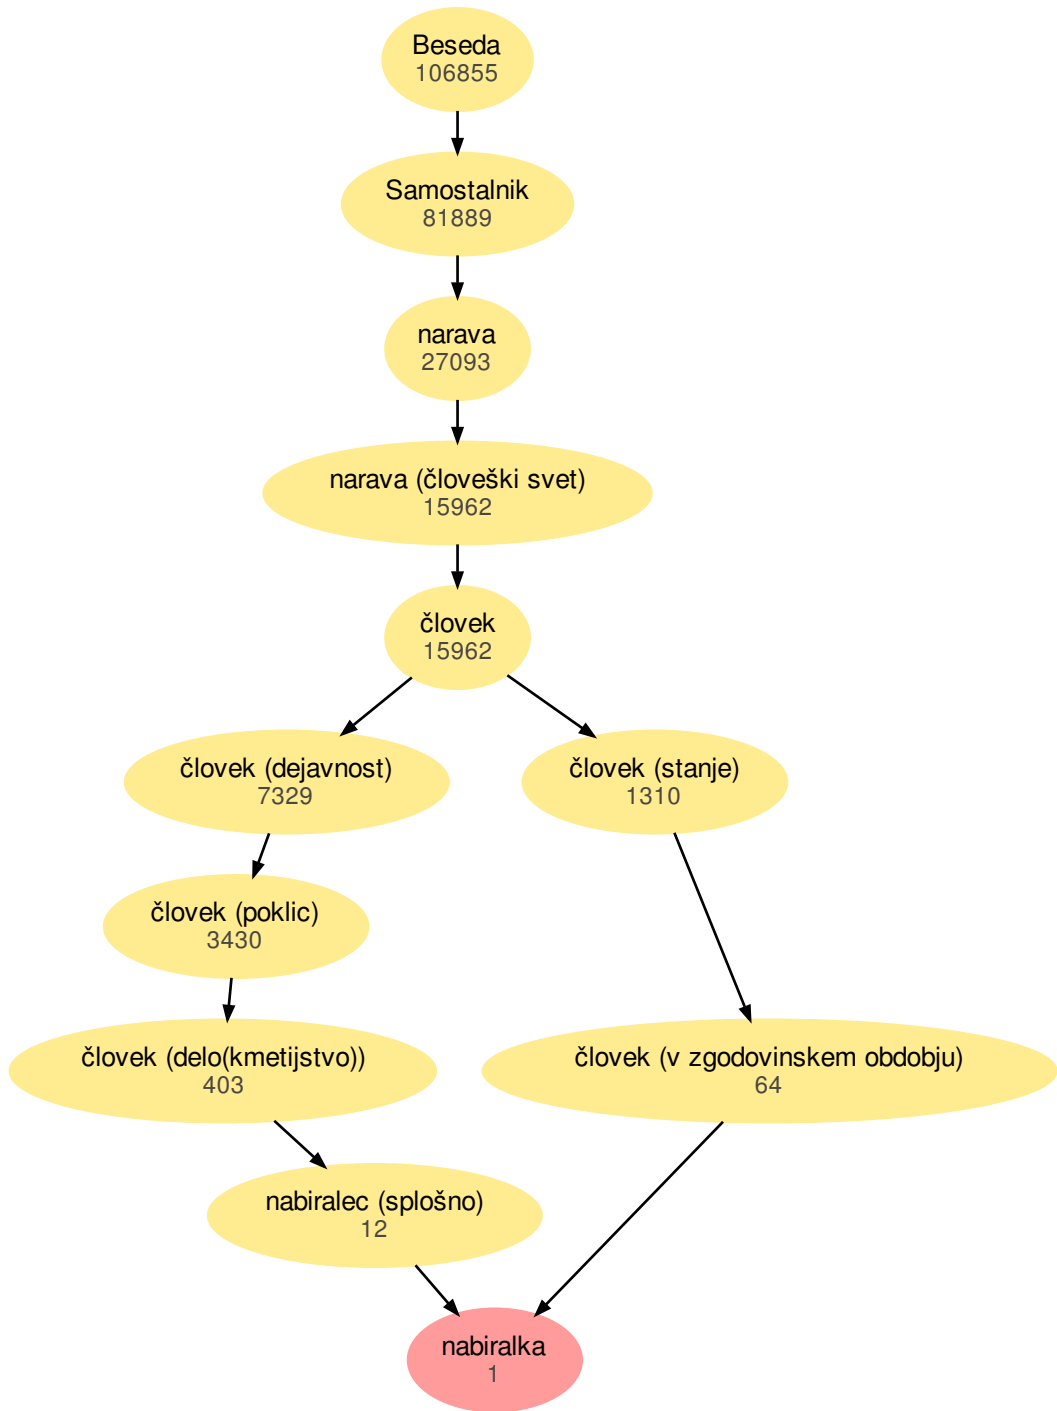 Beseda
106855
Samostalnik
81889
narava
27093
narava (človeški svet)
15962
človek
15962
človek (dejavnost)
7329
človek (stanje)
1310
človek (poklic)
3430
človek (delo(kmetijstvo))
403
človek (v zgodovinskem obdobju)
64
nabiralec (splošno)
12
nabiralka
1